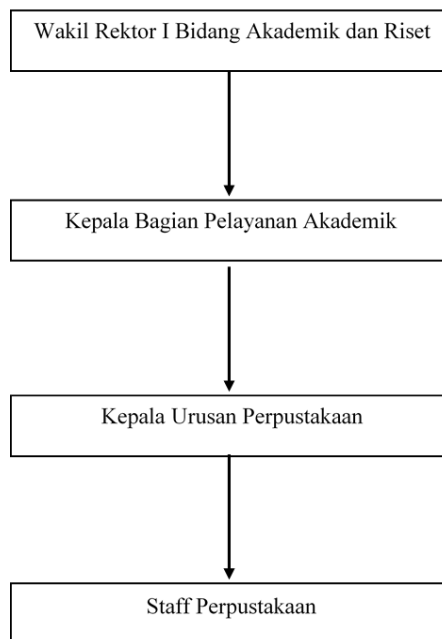 Wakil Rektor I Bidang Akademik dan Riset
Kepala Bagian Pelayanan Akademik
Kepala Urusan Perpustakaan
Staff Perpustakaan